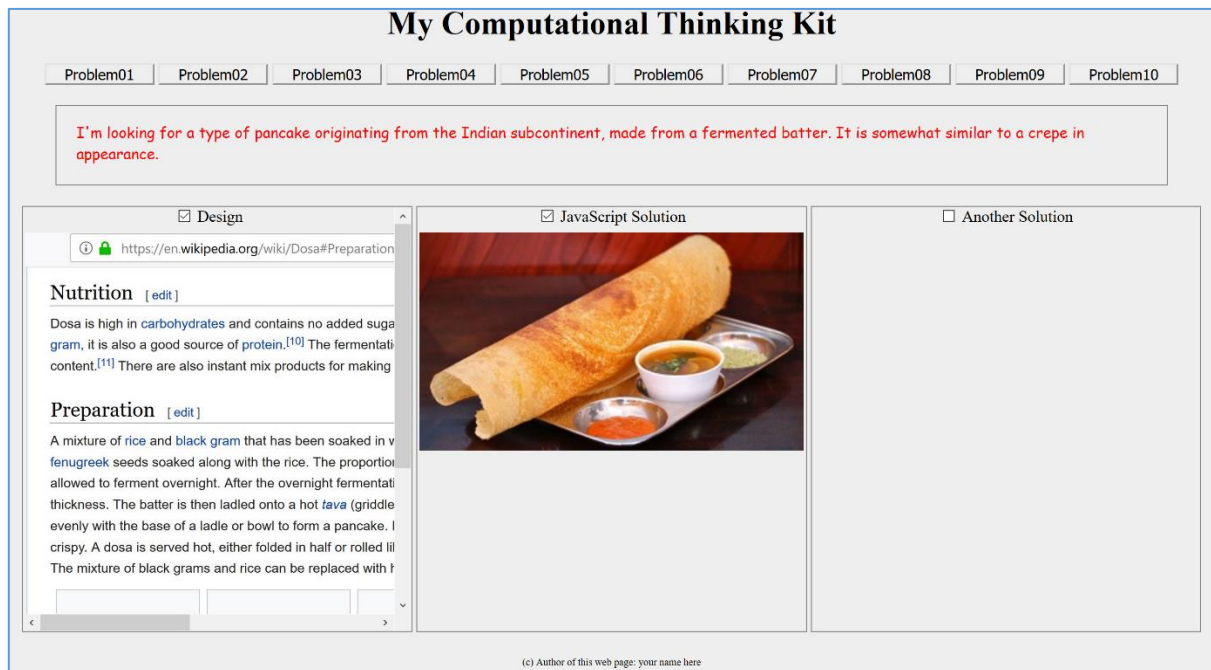 My Computational Thinking Kit
Problem01 Problem02 Problem03 Problem04 Problem05 Problem06 Problem07 Problem08 Problem09 Problem10
I'm looking for a type of pancake originating from the Indian subcontinent, made from a fermented batter. It is somewhat similar to a crepe in
appearance.
Design
https://en.wikipedia.org/wiki/Dosa#Preparation
Nutrition [ edit ]
Dosa is high in carbohydrates and contains no added suga
gram, it is also a good source of protein.[10] The fermentati
content.[11] There are also instant mix products for making
Preparation [ edit ]
A mixture of rice and black gram that has been soaked in w
fenugreek seeds soaked along with the rice. The proportion
allowed to ferment overnight. After the overnight fermentati
thickness. The batter is then ladled onto a hot tava (griddle
evenly with the base of a ladle or bowl to form a pancake. I
crispy. A dosa is served hot, either folded in half or rolled lil
The mixture of black grams and rice can be replaced with h
JavaScript Solution
Another Solution
(c) Author of this web page: your name here